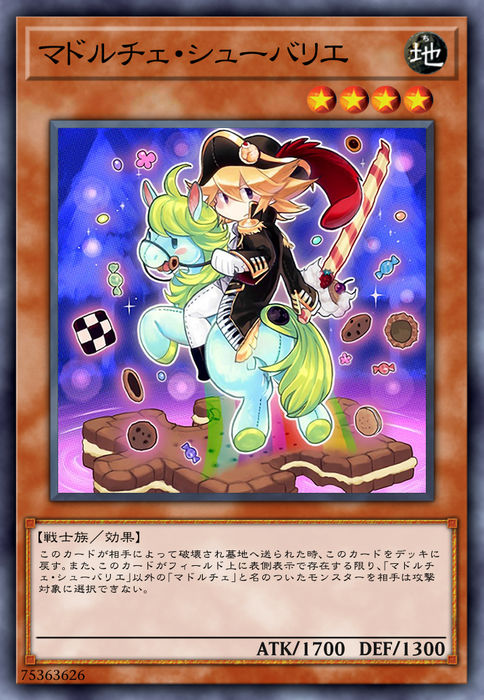 マドルチェ・シューバリエ
ち
地
【戦士族／効果】
このカードが相手によって破壊され墓地へ送られた時、このカードをデッキに
戻す。また、このカードがフィールド上に表側表示で存在する限り、「マドルチ
ェ・シューバリエ」以外の「マドルチェ」と名のついたモンスターを相手は攻撃
対象に選択できない。
ATK/1700 DEF/1300
75363626